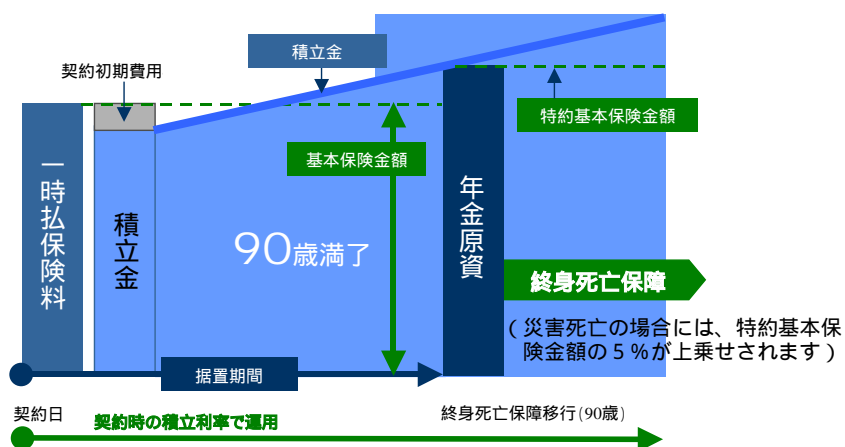 契約初期費用
積立金
特約基本保険金額
基本保険金額
一時払保険料
積立金
90歳満了
年金原資
終身死亡保障
(災害死亡の場合には、特約基本保
険金額の5%が上乗せされます)
据置期間
契約日
契約時の積立利率で運用
終身死亡保障移行(90歳)